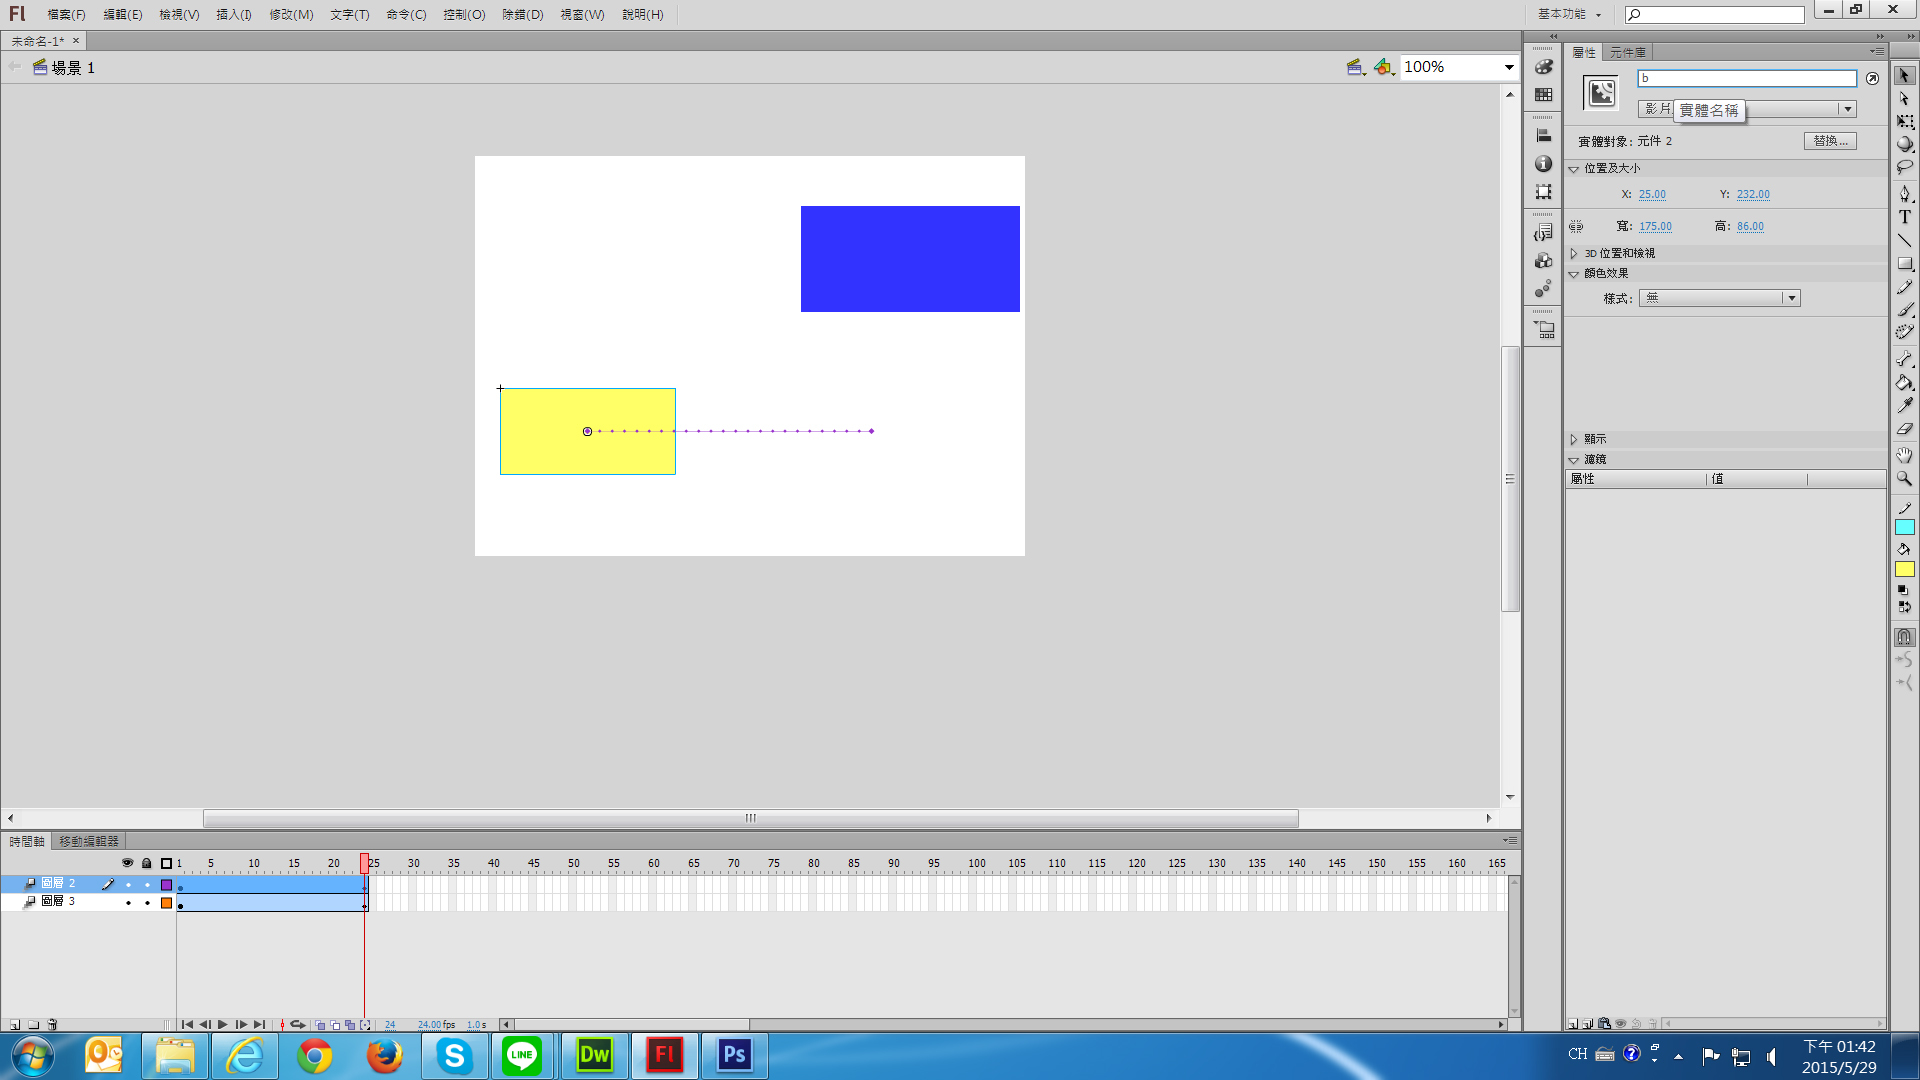 Fl 檔案(F) 編輯(E) 檢視(V) 插入(I) 修改(M) 文字(T) 命令(C) 控制(O) 除錯(D) 視窗(W) 說明(H) 基本功能
未命名-1* ×
場景 1 100%
屬性 元件庫
b
影片
實體名稱
實體對象: 元件 2 替換...
位置及大小
X: 25.00 Y: 232.00
寬: 175.00 高: 86.00
3D 位置和檢視
顏色效果
樣式: 無
顯示
濾鏡
屬性 值
時間軸 移動編輯器
1 5 10 15 20 25 30 35 40 45 50 55 60 65 70 75 80 85 90 95 100 105 110 115 120 125 130 135 140 145 150 155 160 165
圖層 2
圖層 3
24 24.00 fps 1.0 s
LINE Dw Fl Ps
CH 下午 01:42
2015/5/29